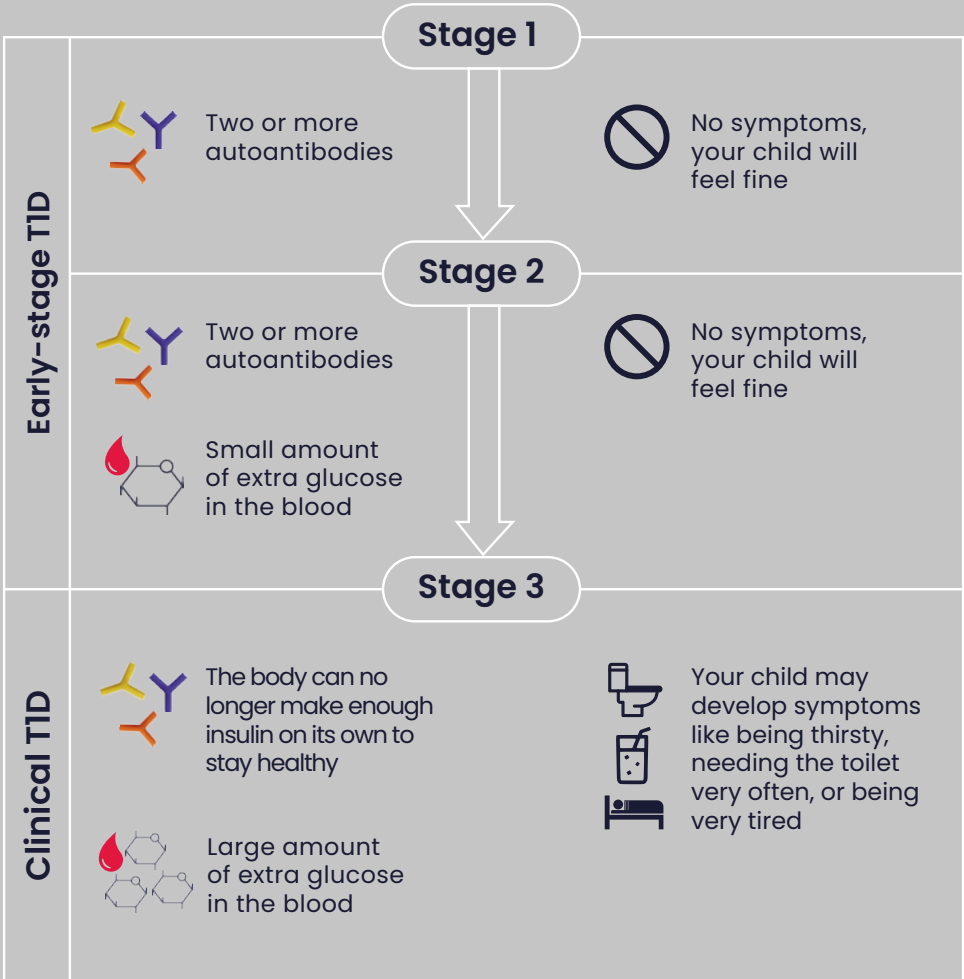 Stage 1
Early-stage T1D
Two or more
autoantibodies
No symptoms,
your child will
feel fine
Stage 2
Two or more
autoantibodies
No symptoms,
your child will
feel fine
Small amount
of extra glucose
in the blood
Stage 3
Clinical T1D
The body can no
longer make enough
insulin on its own to
stay healthy
Your child may
develop symptoms
like being thirsty,
needing the toilet
very often, or being
very tired
Large amount
of extra glucose
in the blood